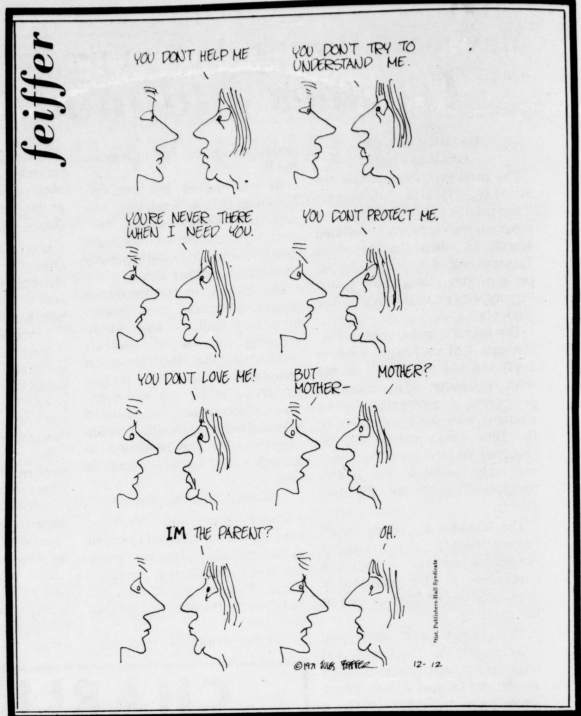 feiffer
YOU DON'T HELP ME
YOU DON'T TRY TO
UNDERSTAND ME.
YOU'RE NEVER THERE
WHEN I NEED YOU.
YOU DON'T PROTECT ME.
YOU DON'T LOVE ME!
BUT
MOTHER—
MOTHER?
I'M THE PARENT?
OH.
Publishers-Hall Syndicate
©1971 JULES FEIFFER 12-12